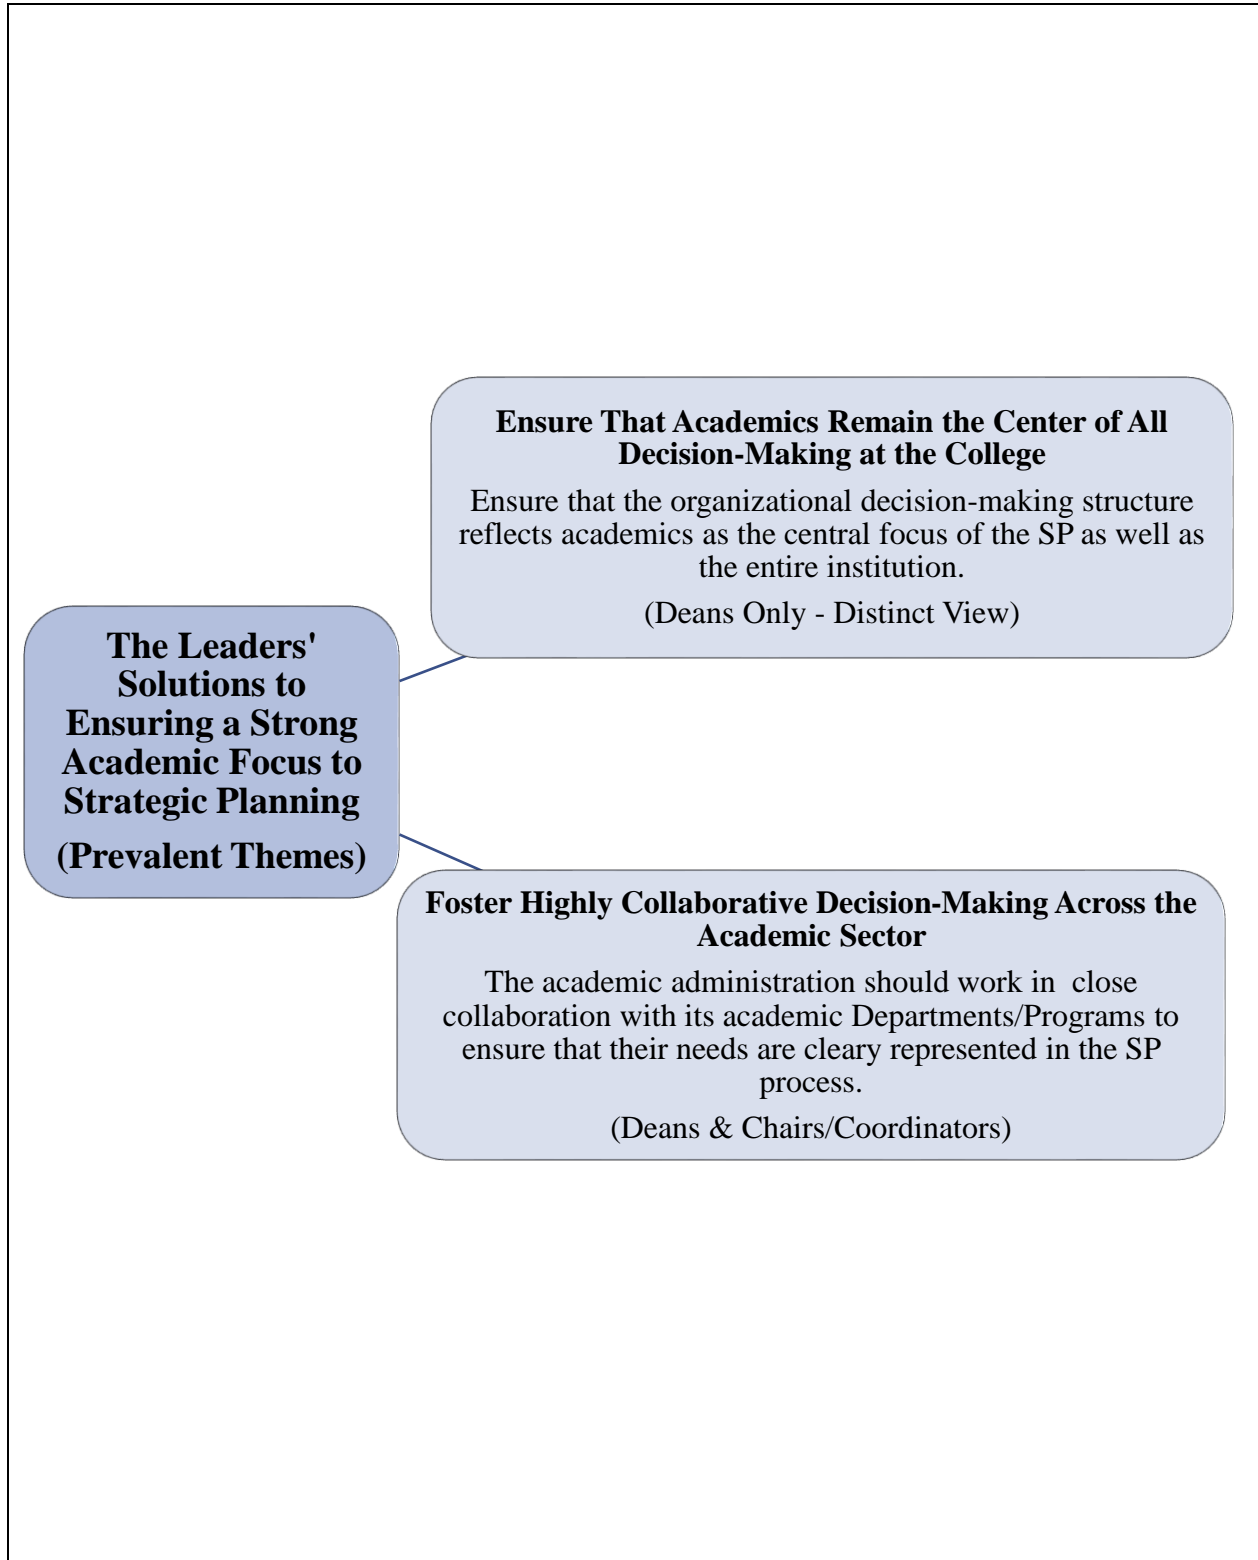 The Leaders'
Solutions to
Ensuring a Strong
Academic Focus to
Strategic Planning
(Prevalent Themes)
Ensure That Academics Remain the Center of All
Decision-Making at the College
Ensure that the organizational decision-making structure
reflects academics as the central focus of the SP as well as
the entire institution.
(Deans Only - Distinct View)
Foster Highly Collaborative Decision-Making Across the
Academic Sector
The academic administration should work in  close
collaboration with its academic Departments/Programs to
ensure that their needs are cleary represented in the SP
process.
(Deans & Chairs/Coordinators)